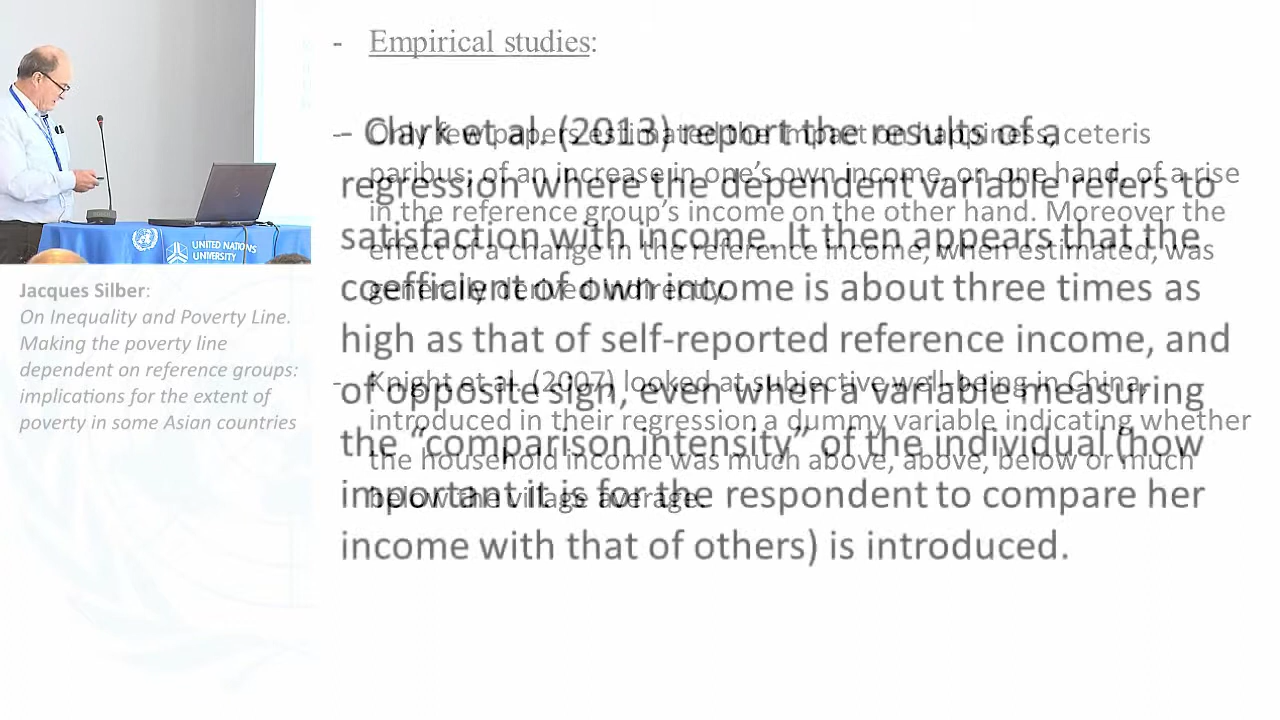 - Empirical studies:
- Only few papers estimated the impact on happiness, ceteris
paribus, of an increase in one's own income, on one hand, of a rise
in the reference group's income on the other hand. Moreover the
effect of a change in the reference income, when estimated, was
generally derived indirectly.
- Knight et al. (2007) looked at subjective well-being in China,
introduced in their regression a dummy variable indicating whether
the household income was much above, above, below or much
below the village average.
– Clark et al. (2013) report the results of a
regression where the dependent variable refers to
satisfaction with income. It then appears that the
coefficient of own income is about three times as
high as that of self-reported reference income, and
of opposite sign, even when a variable measuring
the “comparison intensity” of the individual (how
important it is for the respondent to compare her
income with that of others) is introduced.
UNITED NATIONS
UNIVERSITY
Jacques Silber:
On Inequality and Poverty Line.
Making the poverty line
dependent on reference groups:
implications for the extent of
poverty in some Asian countries